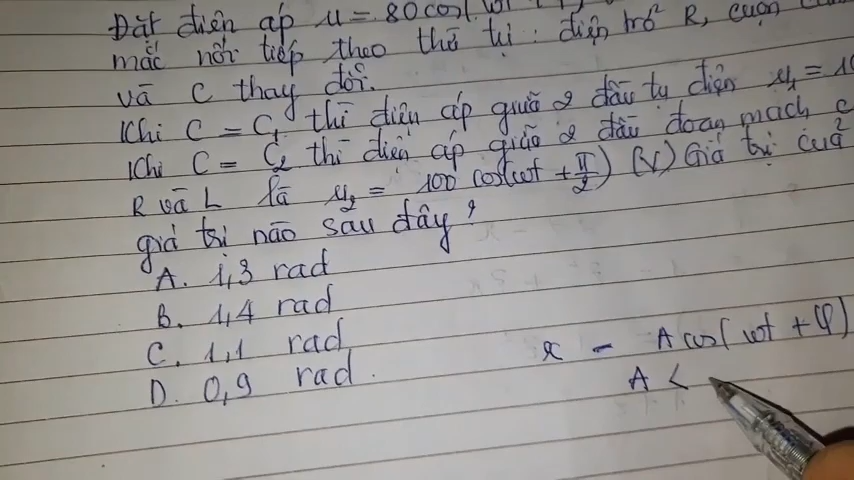 Đặt điện áp u = 80cos( ωt +
mắc nối tiếp theo thứ tự : điện trở R, cuộn
và C thay đổi.
Khi C = C₁ thì điện áp giữa 2 đầu tụ điện u₁ = 10
Khi C = C₂ thì điện áp giữa 2 đầu đoạn mạch c
R và L là u₂ = 100 cos(ωt + π/2) (V) Giá trị của
giá trị nào sau đây?
A. 1,3 rad
B. 1,4 rad
C. 1,1 rad
D. 0,9 rad.
x - A cos( ωt + φ)
A <